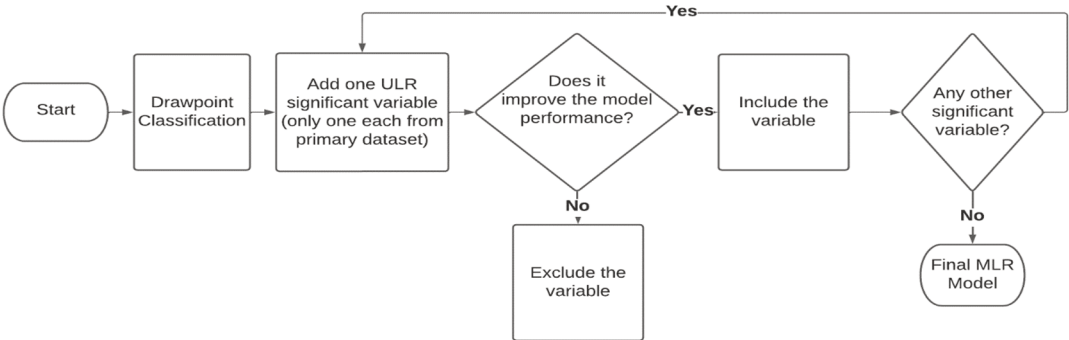 Yes
Start
Drawpoint
Classification
Add one ULR
significant variable
(only one each from
primary dataset)
Does it
improve the model
performance?
Yes
Include the
variable
Any other
significant
variable?
No
Exclude the
variable
No
Final MLR
Model